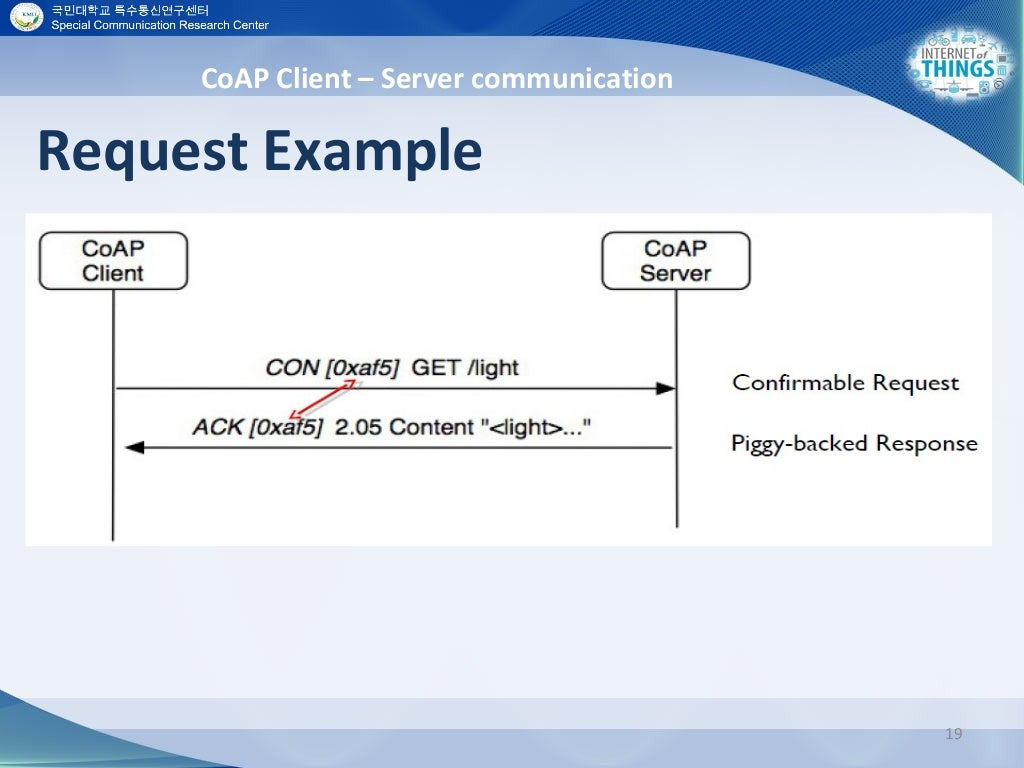 국민대학교 특수통신연구센터
Special Communication Research Center
KMU
INTERNET of
THINGS
CoAP Client – Server communication
Request Example
CoAP
Client
CoAP
Server
CON [0xaf5] GET /light
Confirmable Request
ACK [0xaf5] 2.05 Content "<light>..."
Piggy-backed Response
19